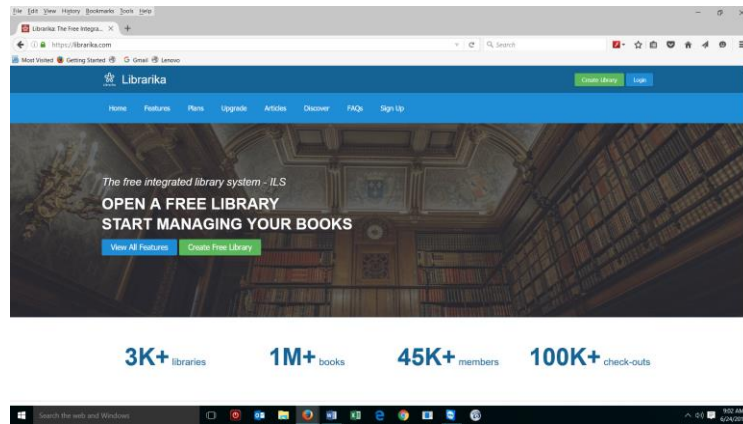 File Edit View History Bookmarks Tools Help
Librarika: The Free Integra...
https://librarika.com
Search
Most Visited Getting Started Gmail Lenovo
Librarika
Create Library Login
Home Features Plans Upgrade Articles Discover FAQs Sign Up
The free integrated library system - ILS
OPEN A FREE LIBRARY
START MANAGING YOUR BOOKS
View All Features Create Free Library
3K+ libraries 1M+ books 45K+ members 100K+ check-outs
Search the web and Windows
9:02 AM